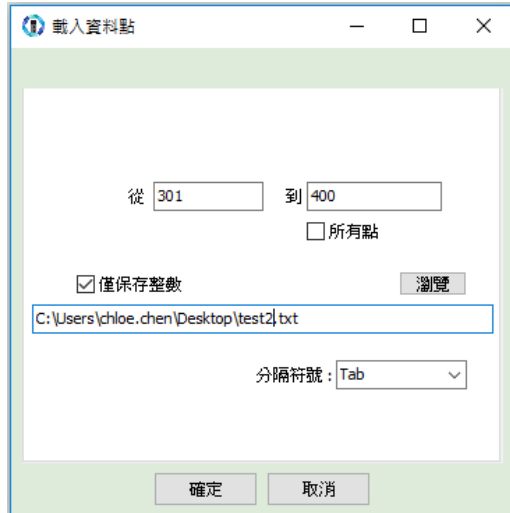 載入資料點
從 301 到 400
所有點
僅保存整數 瀏覽
C:\Users\chloe.chen\Desktop\test2.txt
分隔符號 : Tab
確定 取消